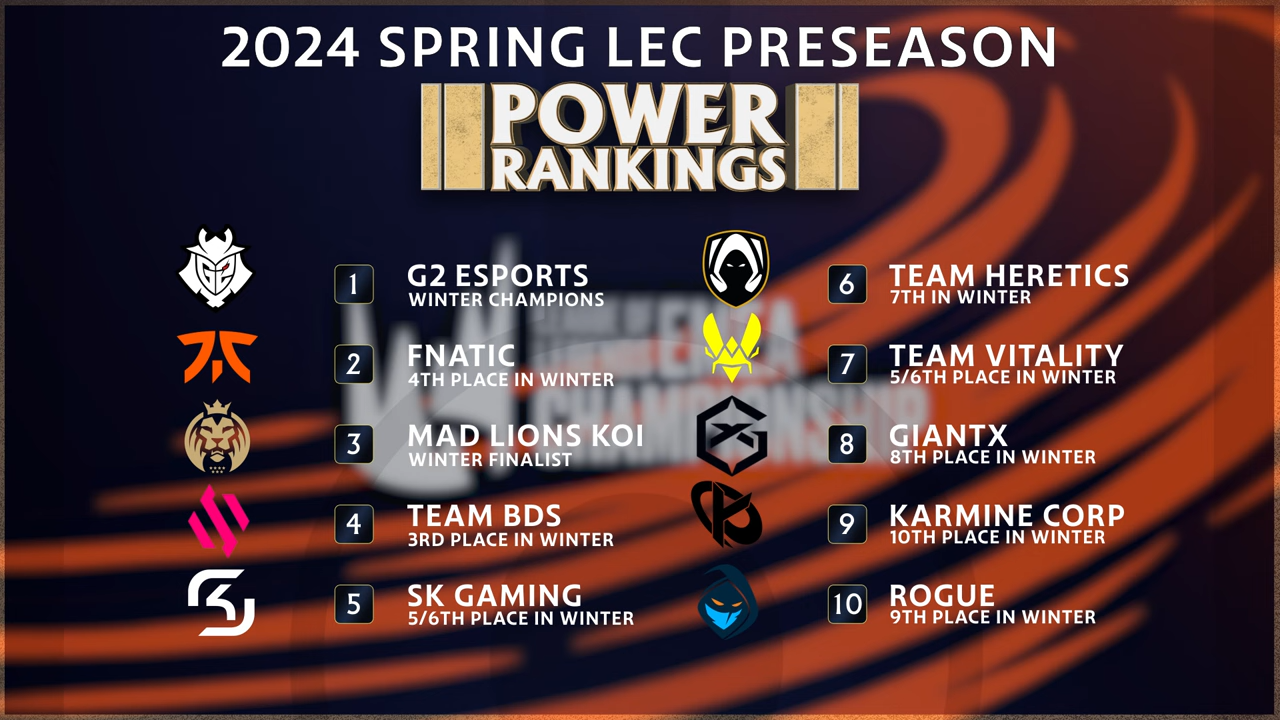 2024 SPRING LEC PRESEASON
POWER
RANKINGS
1 G2 ESPORTS
WINTER CHAMPIONS
2 FNATIC
4TH PLACE IN WINTER
3 MAD LIONS KOI
WINTER FINALIST
4 TEAM BDS
3RD PLACE IN WINTER
5 SK GAMING
5/6TH PLACE IN WINTER
6 TEAM HERETICS
7TH IN WINTER
7 TEAM VITALITY
5/6TH PLACE IN WINTER
8 GIANTX
8TH PLACE IN WINTER
9 KARMINE CORP
10TH PLACE IN WINTER
10 ROGUE
9TH PLACE IN WINTER